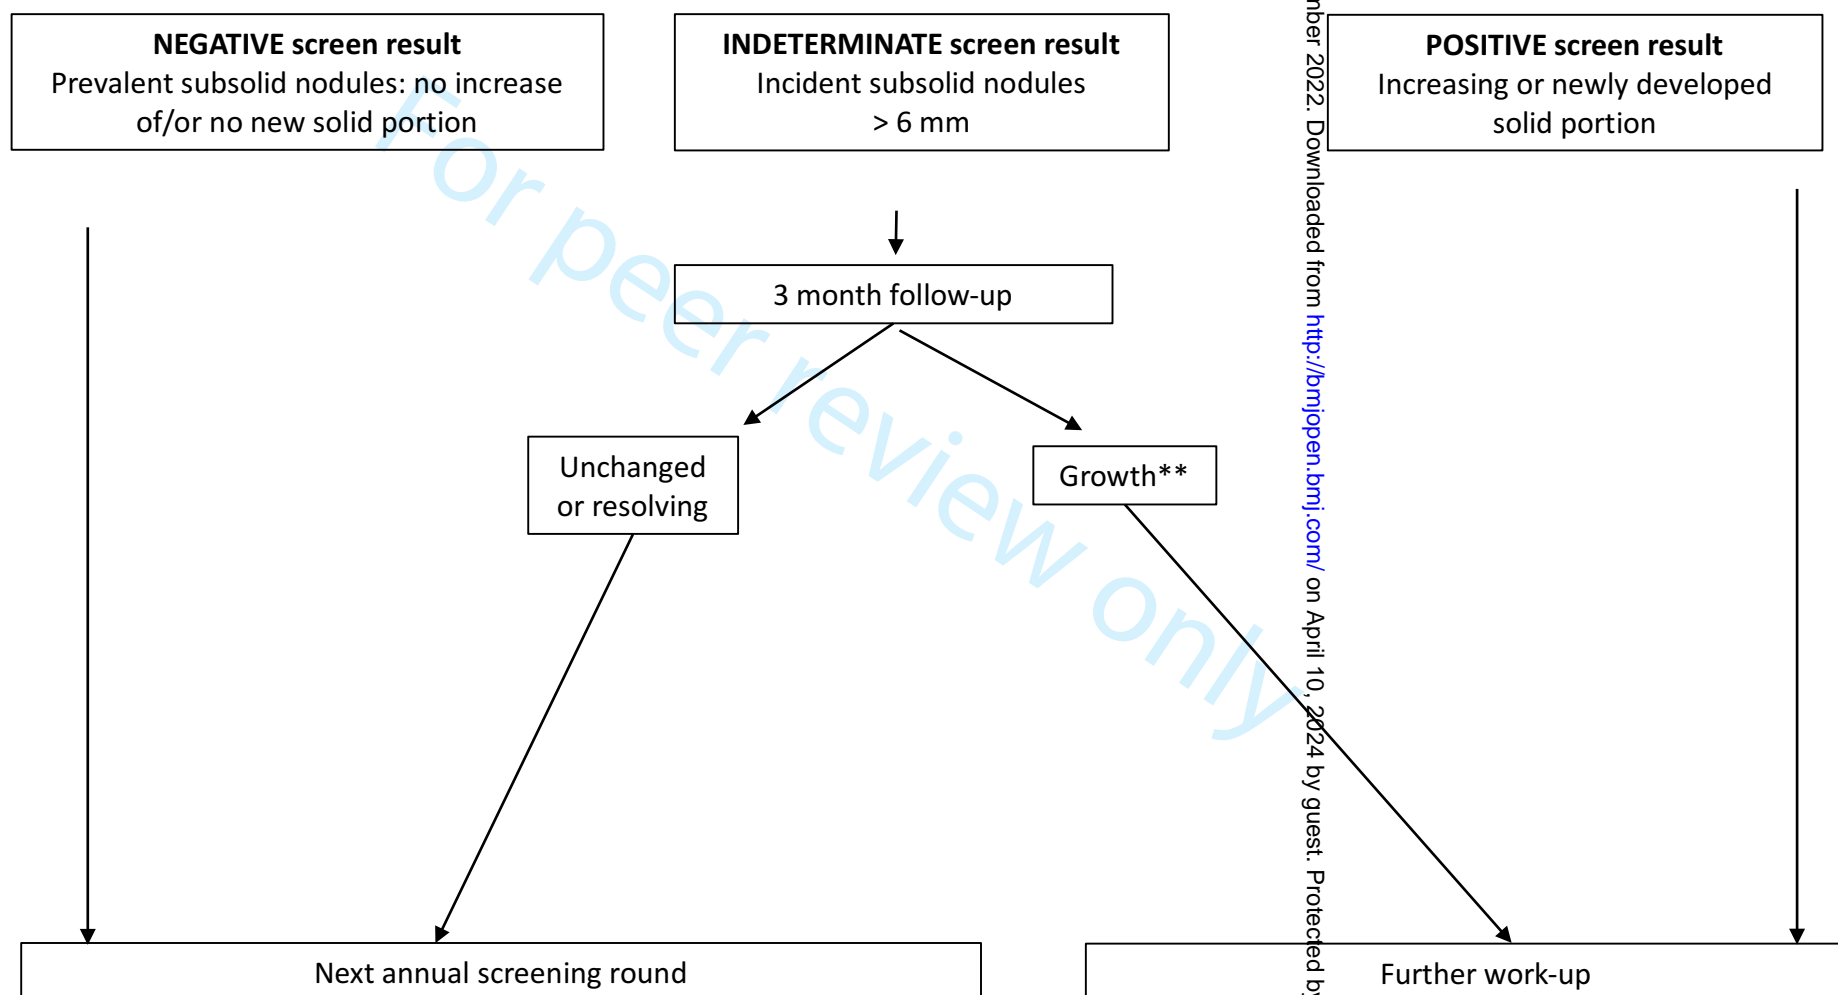 NEGATIVE screen result
Prevalent subsolid nodules: no increase
of/or no new solid portion
INDETERMINATE screen result
Incident subsolid nodules
> 6 mm
POSITIVE screen result
Increasing or newly developed
solid portion
3 month follow-up
Unchanged
or resolving
Growth**
Next annual screening round
Further work-up
For peer review only
2022. Downloaded from http://bmjopen.bmj.com/ on April 10, 2024 by guest. Protected by